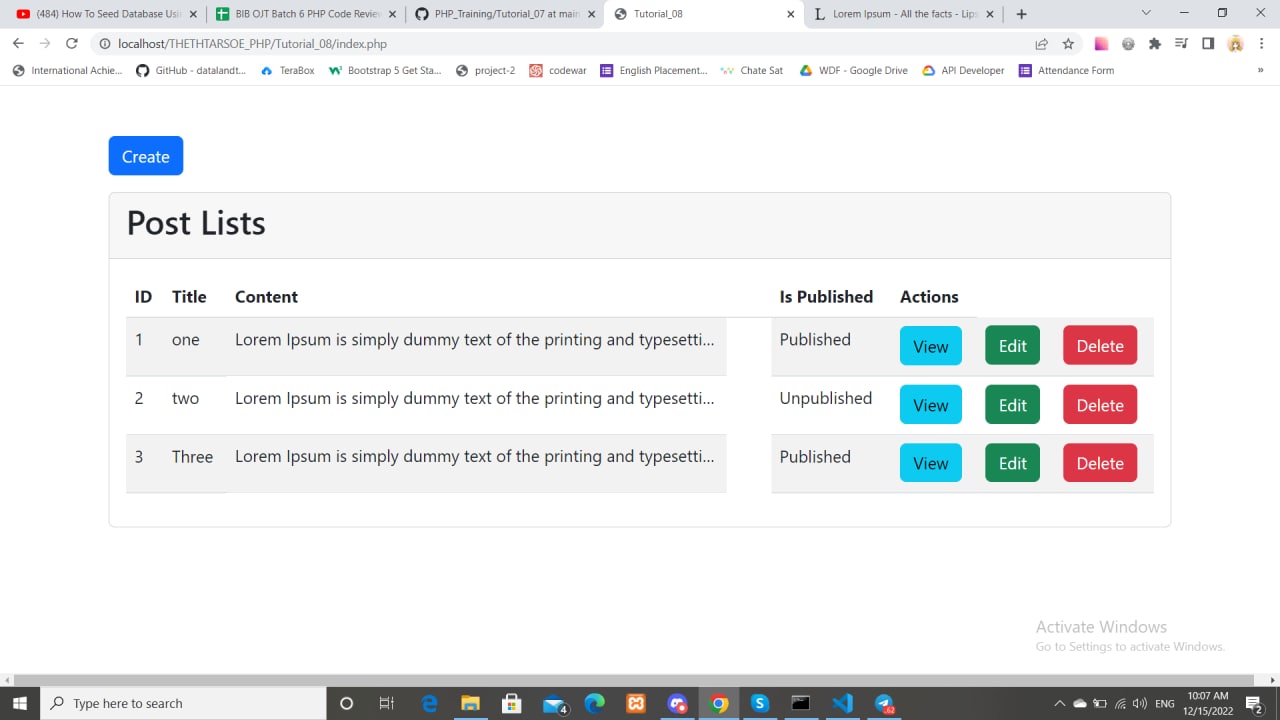 (484) How To Seed Database Usi
BIB OJT Batch 6 PHP Code Review
PHP_Training/Tutorial_07 at main
Tutorial_08
Lorem Ipsum - All the facts - Lips
localhost/THETHTARSOE_PHP/Tutorial_08/index.php
International Achie...
GitHub - datalandt...
TeraBox
Bootstrap 5 Get Sta...
project-2
codewar
English Placement...
Chate Sat
WDF - Google Drive
API Developer
Attendance Form
»
Create
Post Lists
ID Title Content Is Published Actions
1 one Lorem Ipsum is simply dummy text of the printing and typesetti... Published View Edit Delete
2 two Lorem Ipsum is simply dummy text of the printing and typesetti... Unpublished View Edit Delete
3 Three Lorem Ipsum is simply dummy text of the printing and typesetti... Published View Edit Delete
Activate Windows
Go to Settings to activate Windows.
Type here to search
4
62
ENG
10:07 AM
12/15/2022
2